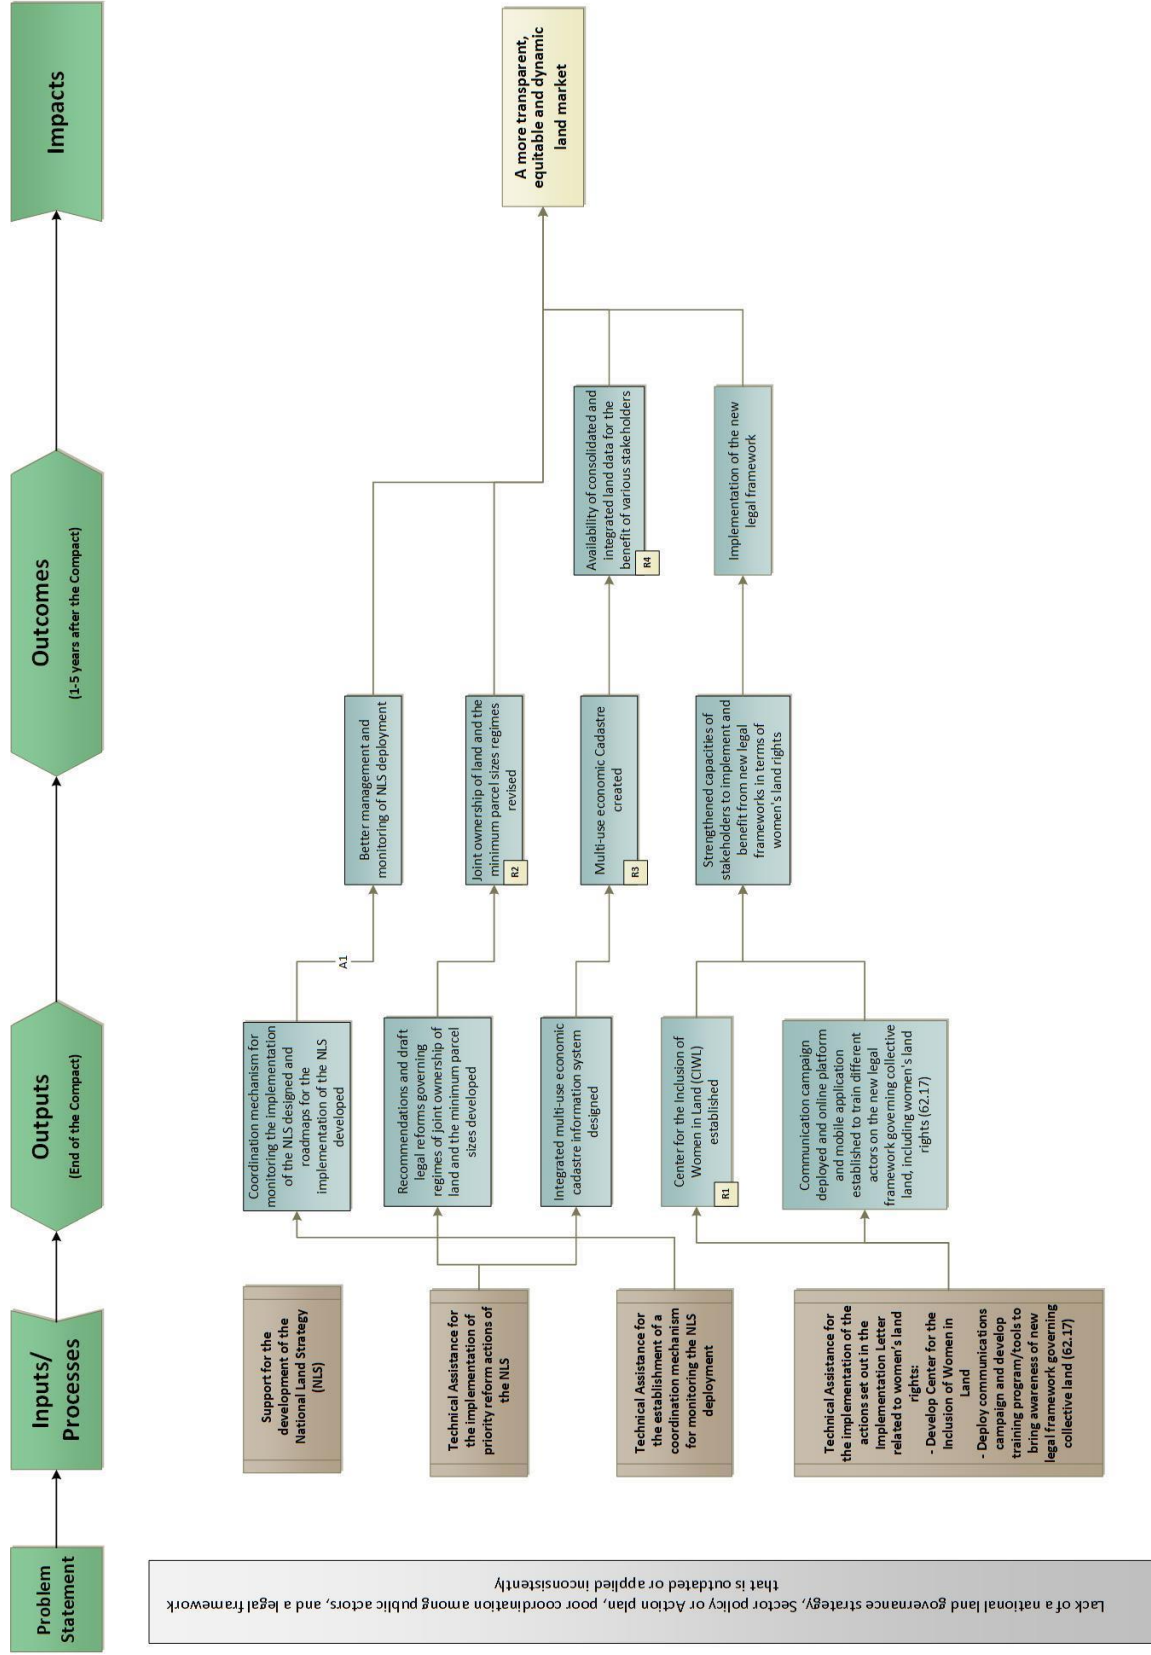 Problem
Statement
Inputs/
Processes
Outputs
(End of the Compact)
Outcomes
(1-5 years after the Compact)
Impacts
Lack of a national land governance strategy, Sector policy or Action plan, poor coordination among public actors, and a legal framework
that is outdated or applied inconsistently
Support for the
development of the
National Land Strategy
(NLS)
Technical Assistance for
the implementation of
priority reform actions of
the NLS
Technical Assistance for
the establishment of a
coordination mechanism
for monitoring the NLS
deployment
Technical Assistance for
the implementation of the
actions set out in the
Implementation Letter
related to women's land
rights:
- Develop Center for the
Inclusion of Women in
Land
- Deploy communications
campaign and develop
training program/tools to
bring awareness of new
legal framework governing
collective land (62.17)
Coordination mechanism for
monitoring the implementation
of the NLS designed and
roadmaps for the
implementation of the NLS
developed
Recommendations and draft
legal reforms governing
regimes of joint ownership of
land and the minimum parcel
sizes developed
Integrated multi-use economic
cadastre information system
designed
Center for the Inclusion of
Women in Land (CIWL)
established
R1
Communication campaign
deployed and online platform
and mobile application
established to train different
actors on the new legal
framework governing collective
land, including women's land
rights (62.17)
A1
Better management and
monitoring of NLS deployment
Joint ownership of land and the
minimum parcel sizes regimes
revised
R2
Multi-use economic Cadastre
created
R3
Strengthened capacities of
stakeholders to implement and
benefit from new legal
frameworks in terms of
women's land rights
Availability of consolidated and
integrated land data for the
benefit of various stakeholders
R4
Implementation of the new
legal framework
A more transparent,
equitable and dynamic
land market